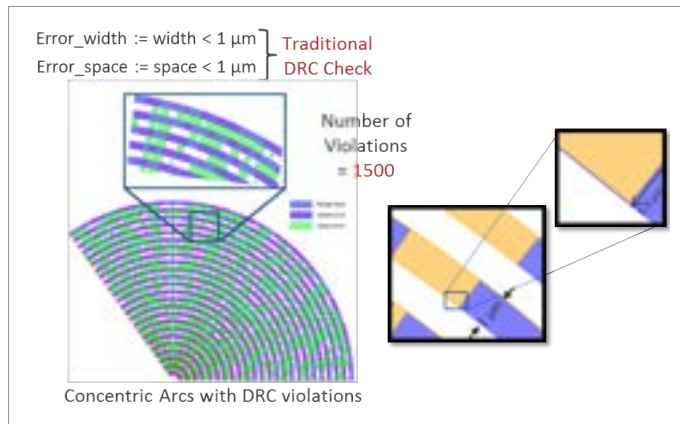 Error_width := width < 1 µm
Error_space := space < 1 µm
Traditional
DRC Check
Number of
Violations
= 1500
Concentric Arcs with DRC violations